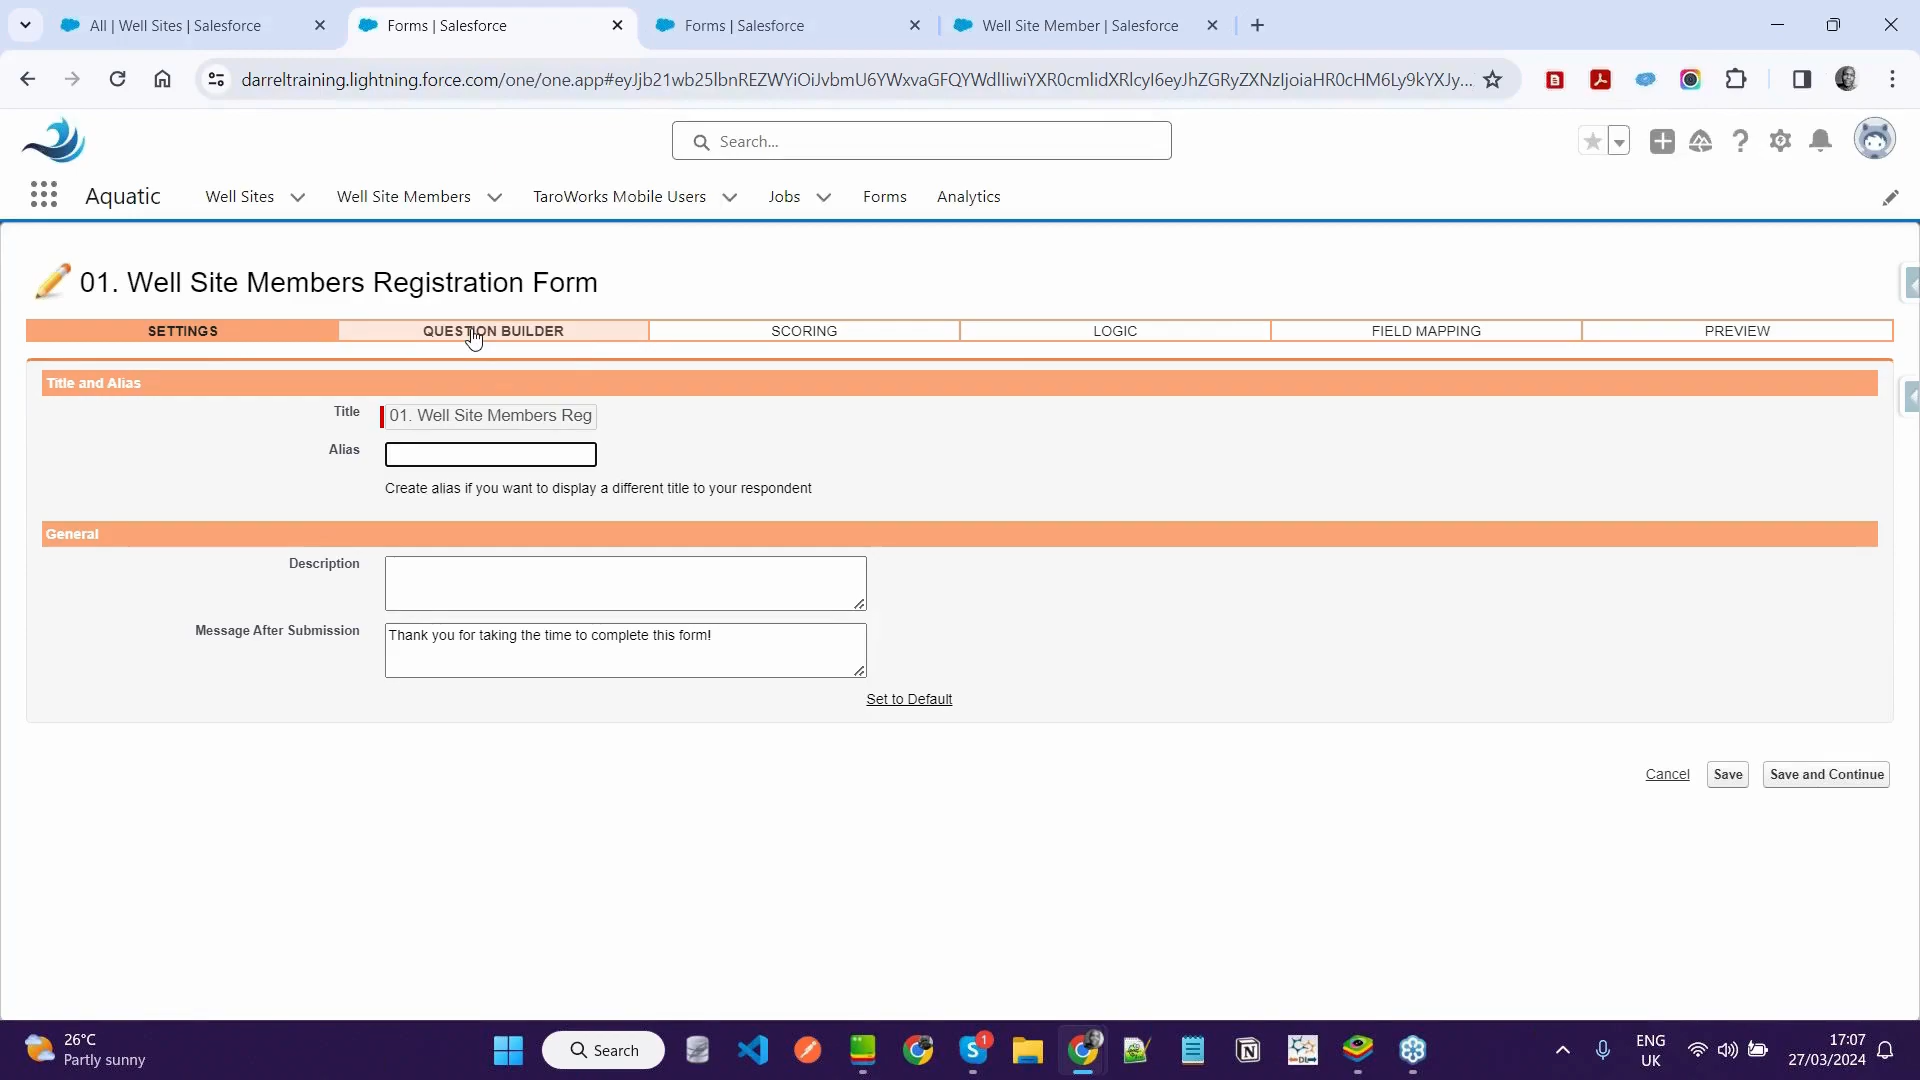 All | Well Sites | Salesforce
Forms | Salesforce
Forms | Salesforce
Well Site Member | Salesforce
darreltraining.lightning.force.com/one/one.app#eyJjb21wb25lbnREZWYiOiJvbmU6YWxvaGFQYWdlIiwiYXR0cmlidXRlcyI6eyJhZGRyZXNzIjoiaHR0cHM6Ly9kYXJy...
Search...
Aquatic
Well Sites
Well Site Members
TaroWorks Mobile Users
Jobs
Forms
Analytics
01. Well Site Members Registration Form
SETTINGS
QUESTION BUILDER
SCORING
LOGIC
FIELD MAPPING
PREVIEW
Title and Alias
Title
01. Well Site Members Reg
Alias
Create alias if you want to display a different title to your respondent
General
Description
Message After Submission
Thank you for taking the time to complete this form!
Set to Default
Cancel
Save
Save and Continue
26°C
Partly sunny
Search
1
ENG
UK
17:07
27/03/2024